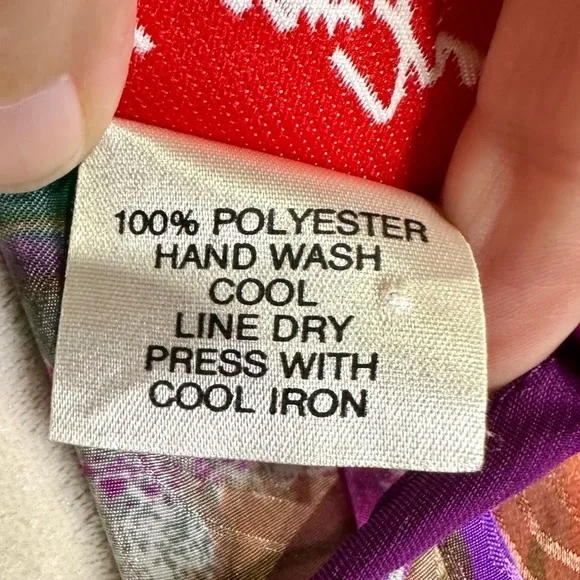 100% POLYESTER
HAND WASH
COOL
LINE DRY
PRESS WITH
COOL IRON